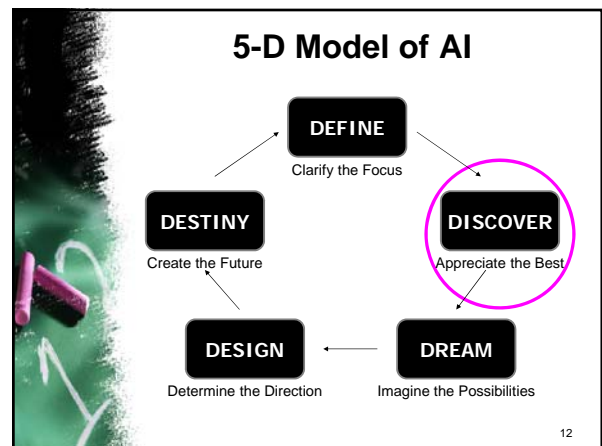 5-D Model of AI
DEFINE
Clarify the Focus
DISCOVER
Appreciate the Best
DREAM
Imagine the Possibilities
DESIGN
Determine the Direction
DESTINY
Create the Future
12